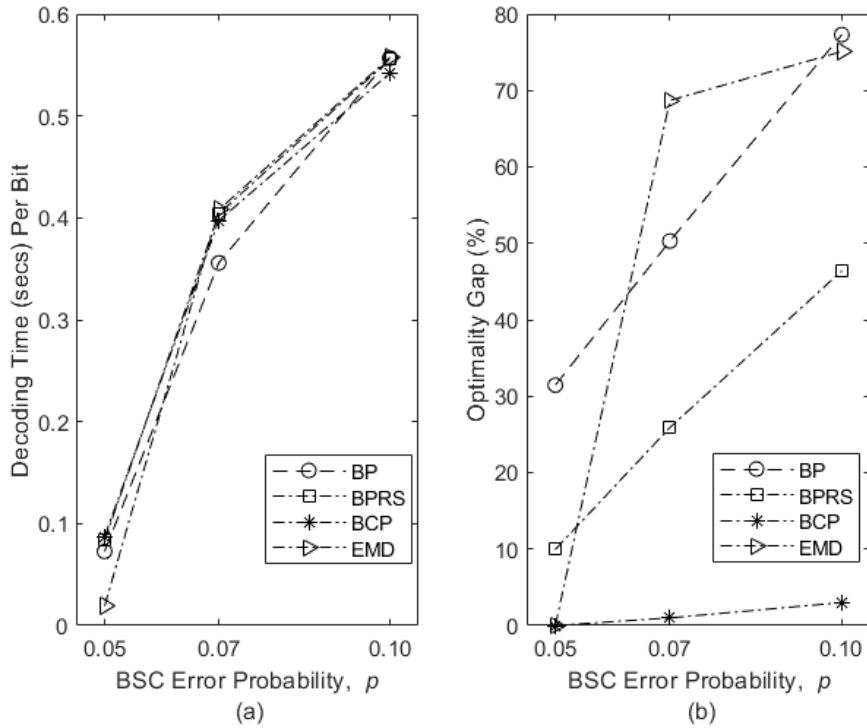 0.6
0.5
0.4
0.3
0.2
0.1
0
Decoding Time (secs) Per Bit
BP
BPRS
BCP
EMD
0.05
0.07
0.10
BSC Error Probability, p
(a)
80
70
60
50
40
30
20
10
0
Optimality Gap (%)
BP
BPRS
BCP
EMD
0.05
0.07
0.10
BSC Error Probability, p
(b)